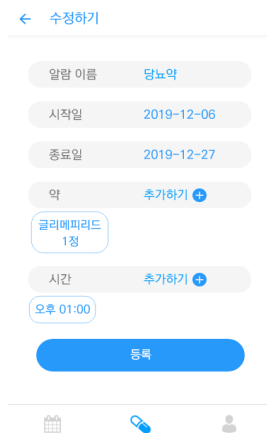 수정하기
알람 이름 당뇨약
시작일 2019-12-06
종료일 2019-12-27
약 추가하기
글리메피리드
1정
시간 추가하기
오후 01:00
등록